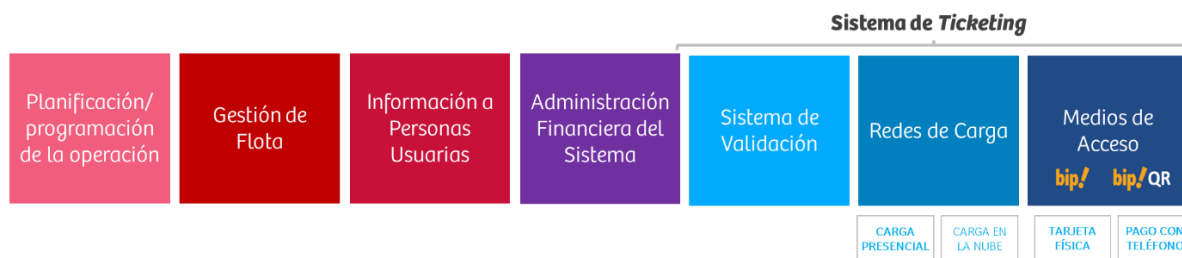 Sistema de Ticketing
Planificación/
programación
de la operación
Gestión de
Flota
Información a
Personas
Usuarias
Administración
Financiera del
Sistema
Sistema de
Validación
Redes de Carga
Medios de
Acceso
bip! bip!QR
CARGA
PRESENCIAL
CARGA EN
LA NUBE
TARJETA
FÍSICA
PAGO CON
TELÉFONO